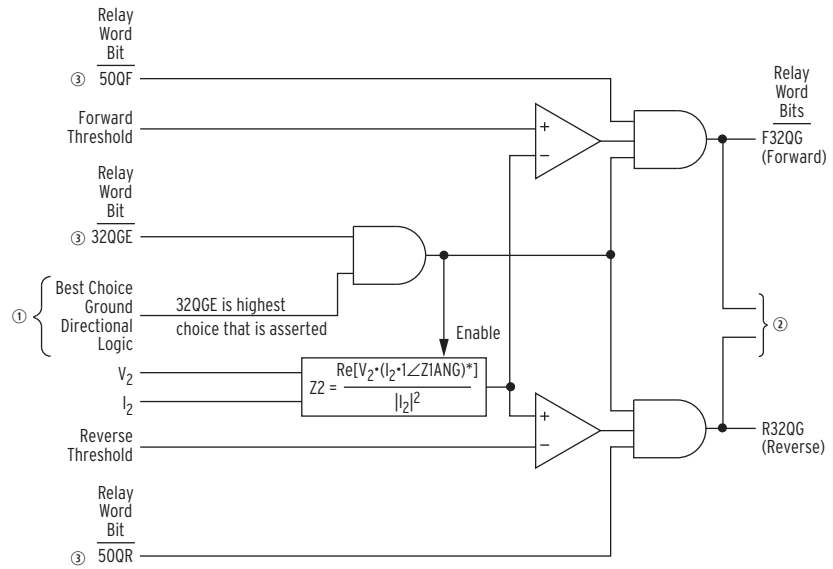 Relay
Word
Bit
③ 50QF
Forward
Threshold
+
−
Relay
Word
Bits
F32QG
(Forward)
Relay
Word
Bit
③ 32QGE
① Best Choice
Ground
Directional
Logic
32QGE is highest
choice that is asserted
Enable
②
V2
I2
Z2 = Re[V2•(I2•1∠Z1ANG)*]
|I2|²
+
−
Reverse
Threshold
R32QG
(Reverse)
Relay
Word
Bit
③ 50QR